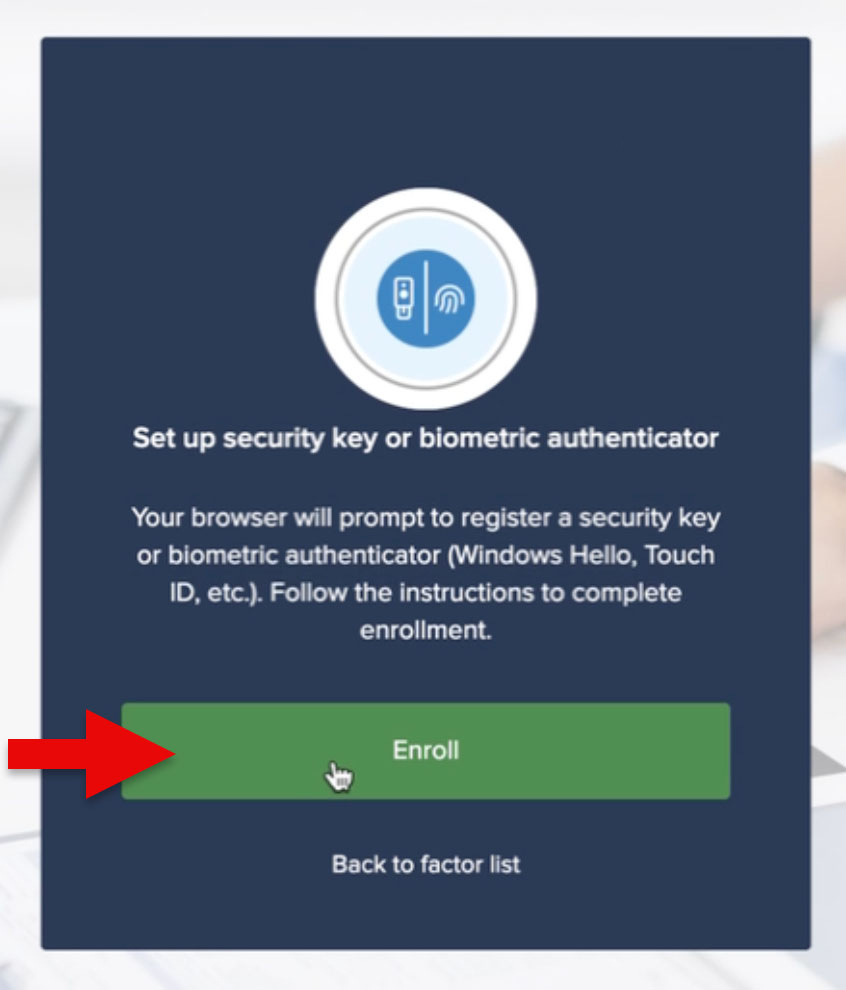 Set up security key or biometric authenticator
Your browser will prompt to register a security key
or biometric authenticator (Windows Hello, Touch
ID, etc.). Follow the instructions to complete
enrollment.
Enroll
Back to factor list